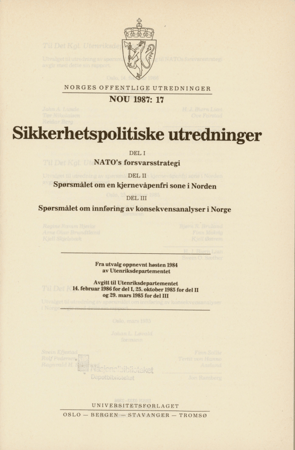 NORGES OFFENTLIGE UTREDNINGER
NOU 1987: 17
Sikkerhetspolitiske utredninger
DEL I
NATO's forsvarsstrategi
DEL II
Spørsmålet om en kjernevåpenfri sone i Norden
DEL III
Spørsmålet om innføring av konsekvensanalyser i Norge
Fra utvalg oppnevnt høsten 1984
av Utenriksdepartementet
Avgitt til Utenriksdepartementet
14. februar 1986 for del I, 25. oktober 1985 for del II
og 29. mars 1985 for del III
UNIVERSITETSFORLAGET
OSLO — BERGEN — STAVANGER — TROMSØ